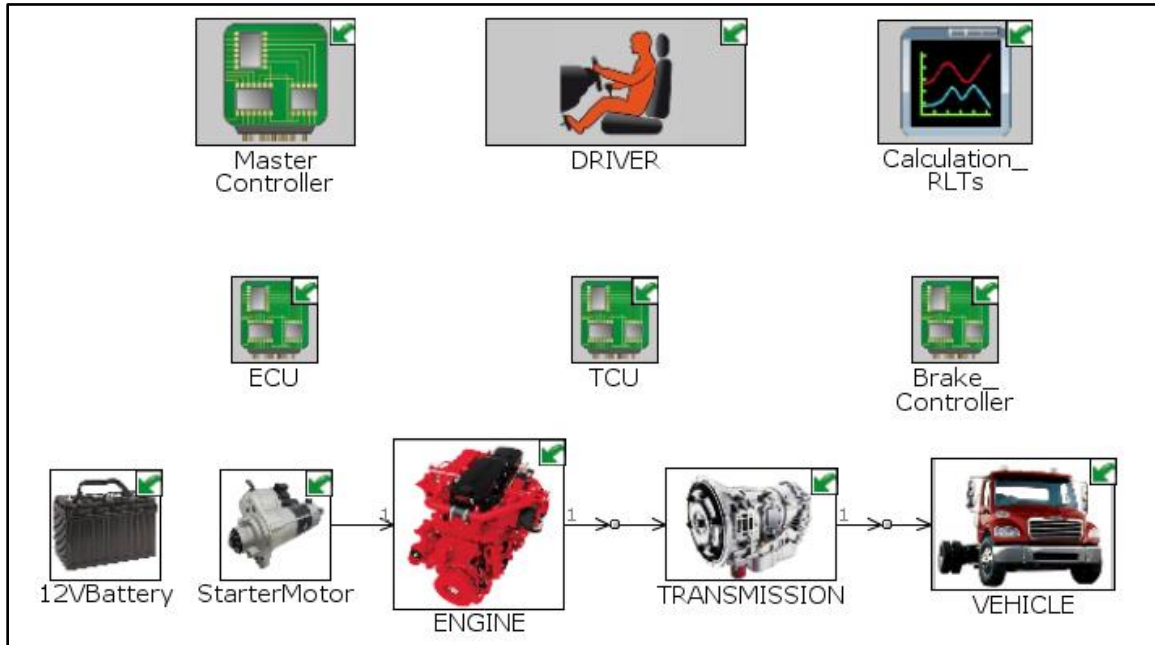 Master
Controller
DRIVER
Calculation_
RLTs
ECU
TCU
Brake_
Controller
1
1
1
12VBattery
StarterMotor
ENGINE
TRANSMISSION
VEHICLE